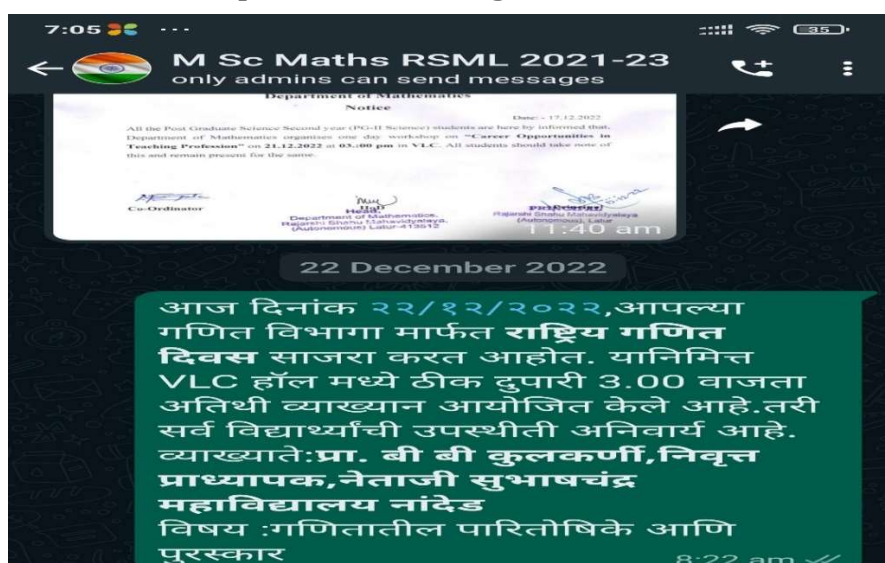 7:05 ...
35
M Sc Maths RSML 2021-23
only admins can send messages
Department of Mathematics
Notice
Date: - 17.12.2022
All the Post Graduate Science Second year (PG-II Science) students are here by informed that,
Department of Mathematics organises one day workshop on "Career Opportunities in
Teaching Profession" on 21.12.2022 at 03.:00 pm in VLC. All students should take note of
this and remain present for the same.
Co-Ordinator
Head,
Department of Mathematics,
Rajarshi Shahu Mahavidyalaya,
(Autonomous) Latur-413512
Rajarshi Shahu Mahavidyalaya
(Autonomous), Latur
11:40 am
22 December 2022
आज दिनांक २२/१२/२०२२,आपल्या
गणित विभागा मार्फत राष्ट्रिय गणित
दिवस साजरा करत आहोत. यानिमित्त
VLC हॉल मध्ये ठीक दुपारी 3.00 वाजता
अतिथी व्याख्यान आयोजित केले आहे.तरी
सर्व विद्यार्थ्यांची उपस्थीती अनिवार्य आहे.
व्याख्याते:प्रा. बी बी कुलकर्णी,निवृत्त
प्राध्यापक,नेताजी सुभाषचंद्र
महाविद्यालय नांदेड
विषय :गणितातील पारितोषिके आणि
पुरस्कार
8:22 am